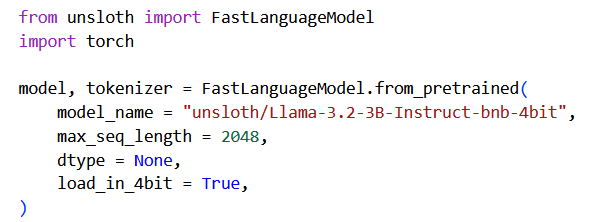 from unsloth import FastLanguageModel
import torch

model, tokenizer = FastLanguageModel.from_pretrained(
    model_name = "unsloth/Llama-3.2-3B-Instruct-bnb-4bit",
    max_seq_length = 2048,
    dtype = None,
    load_in_4bit = True,
)